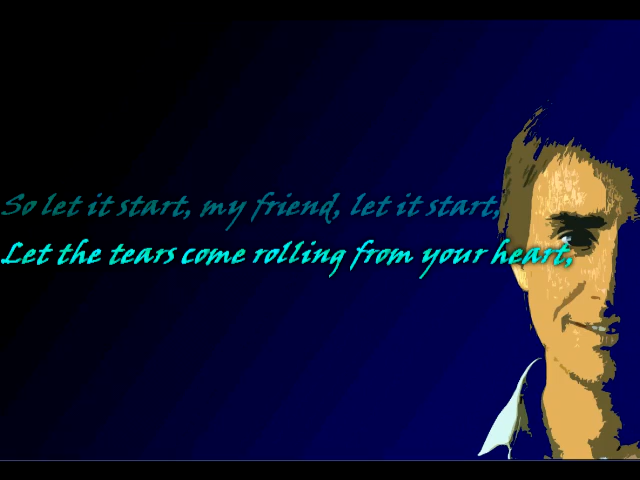 So let it start, my friend, let it start,
Let the tears come rolling from your heart,